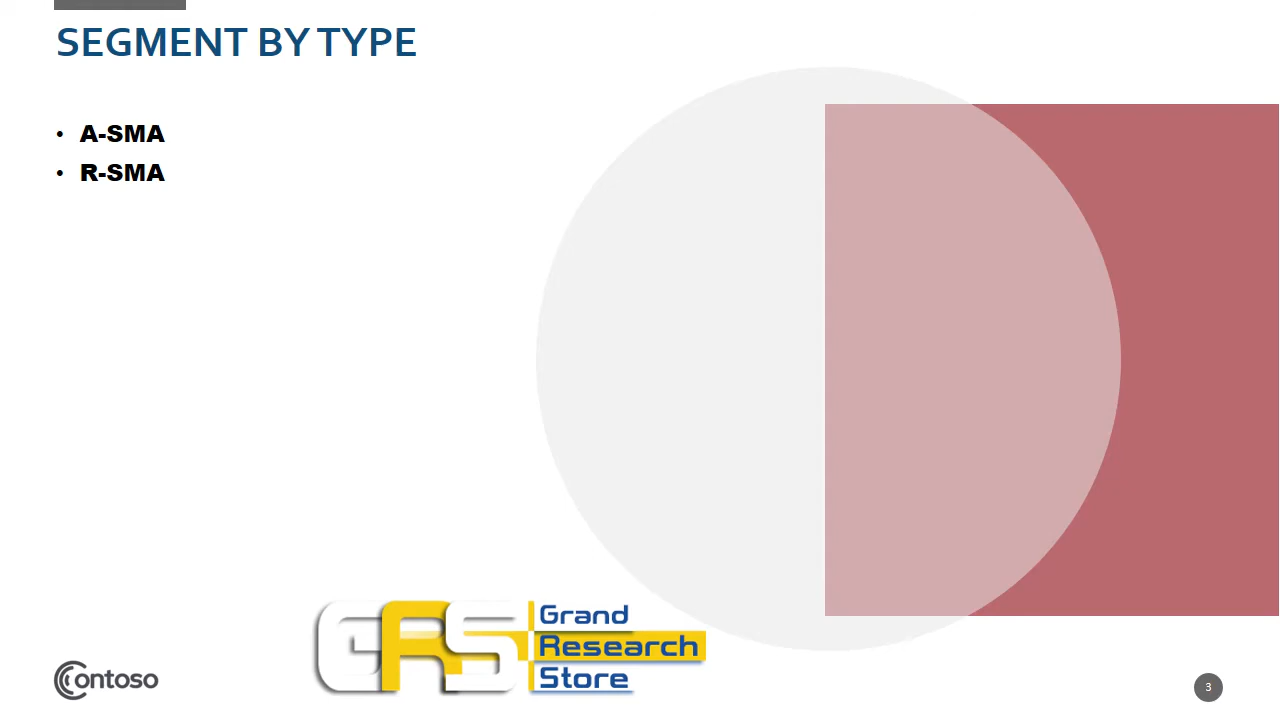 SEGMENT BY TYPE
• A-SMA
• R-SMA
GRS
Grand
Research
Store
Contoso
3